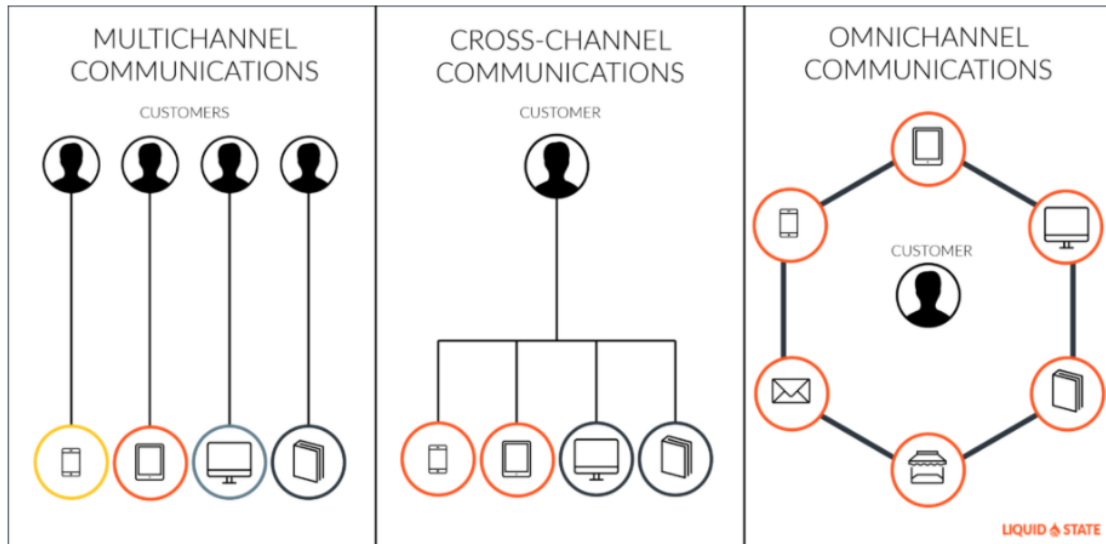 MULTICHANNEL
COMMUNICATIONS
CUSTOMERS
CROSS-CHANNEL
COMMUNICATIONS
CUSTOMER
OMNICHANNEL
COMMUNICATIONS
CUSTOMER
LIQUID STATE